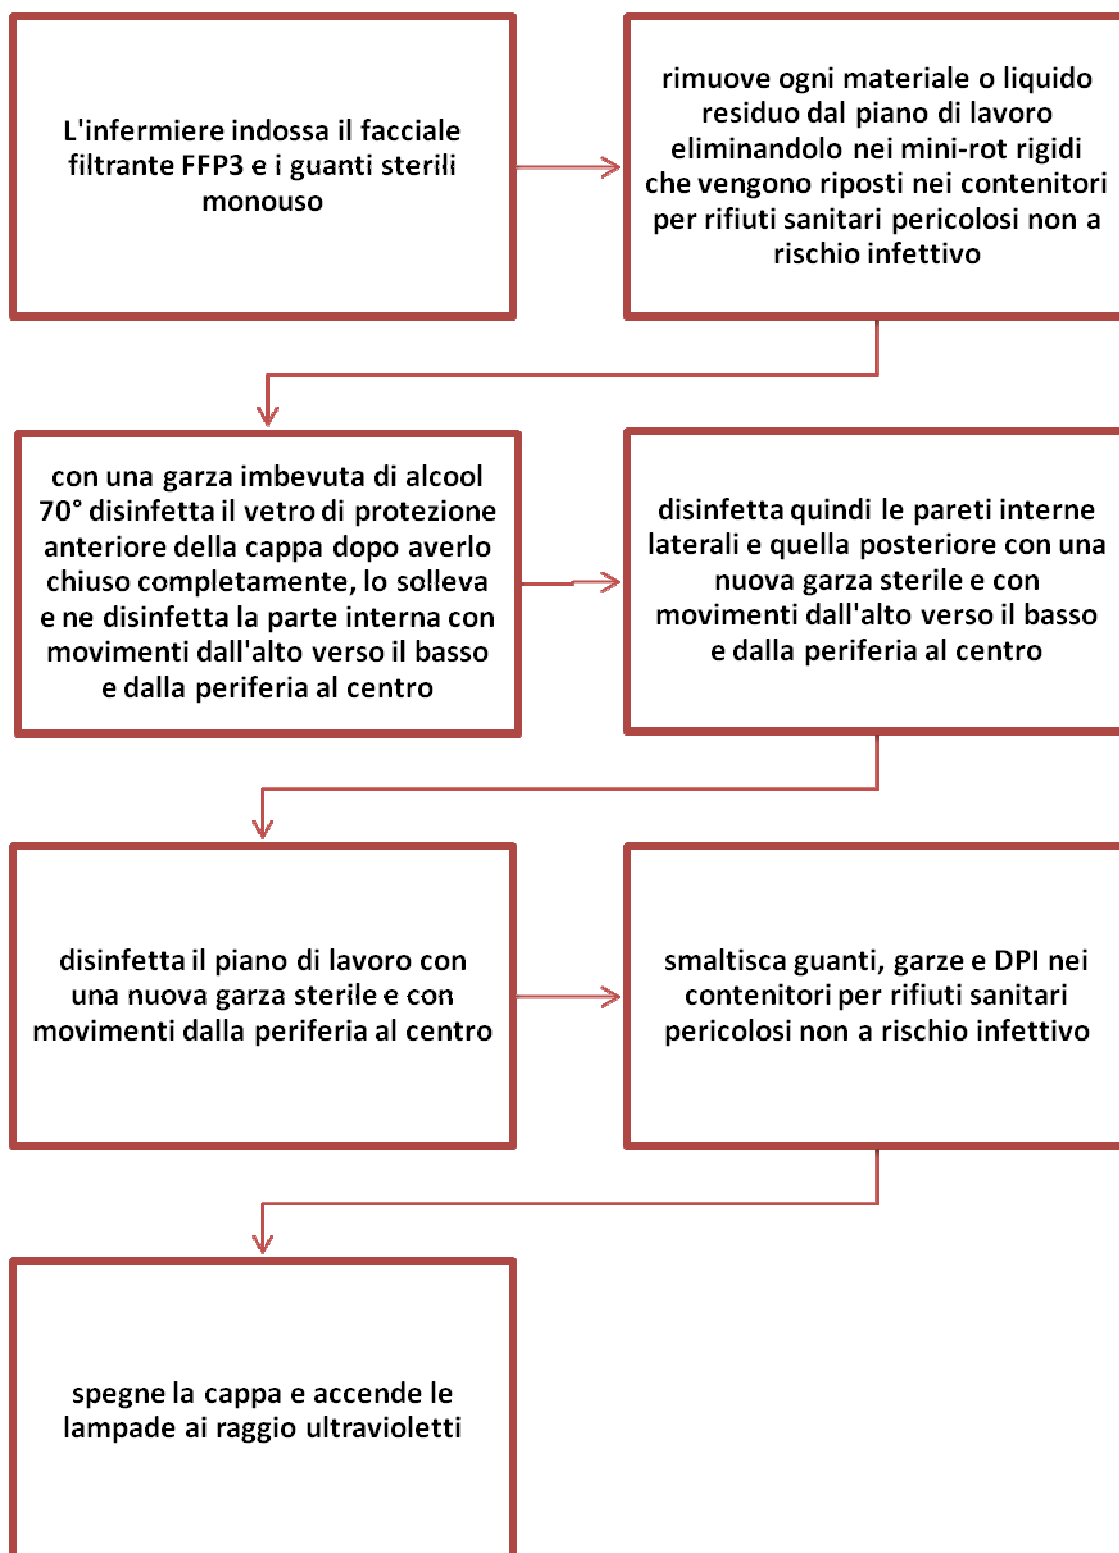 L'infermiere indossa il facciale
filtrante FFP3 e i guanti sterili
monouso
rimuove ogni materiale o liquido
residuo dal piano di lavoro
eliminandolo nei mini-rot rigidi
che vengono riposti nei contenitori
per rifiuti sanitari pericolosi non a
rischio infettivo
con una garza imbevuta di alcool
70° disinfetta il vetro di protezione
anteriore della cappa dopo averlo
chiuso completamente, lo solleva
e ne disinfetta la parte interna con
movimenti dall'alto verso il basso
e dalla periferia al centro
disinfetta quindi le pareti interne
laterali e quella posteriore con una
nuova garza sterile e con
movimenti dall'alto verso il basso
e dalla periferia al centro
disinfetta il piano di lavoro con
una nuova garza sterile e con
movimenti dalla periferia al centro
smaltisca guanti, garze e DPI nei
contenitori per rifiuti sanitari
pericolosi non a rischio infettivo
spegne la cappa e accende le
lampade ai raggio ultravioletti